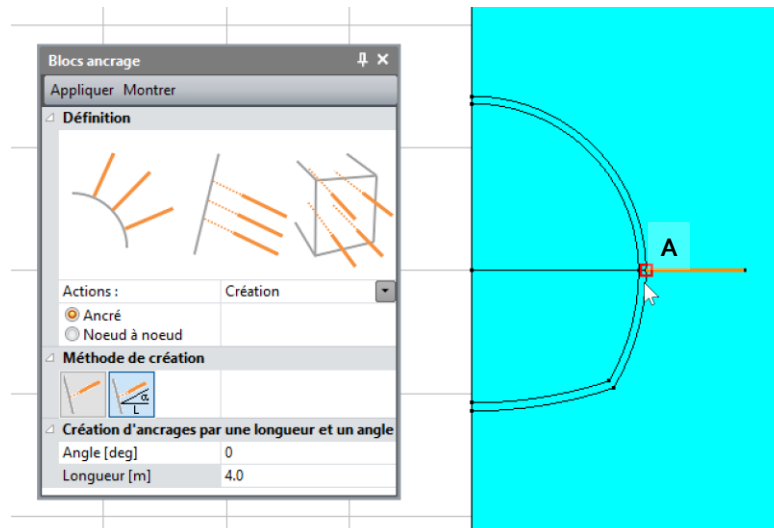 Blocs ancrage
Appliquer Montrer
Définition
Actions : Création
Ancré
Noeud à noeud
Méthode de création
α
L
Création d'ancrages par une longueur et un angle
Angle [deg] 0
Longueur [m] 4.0
A